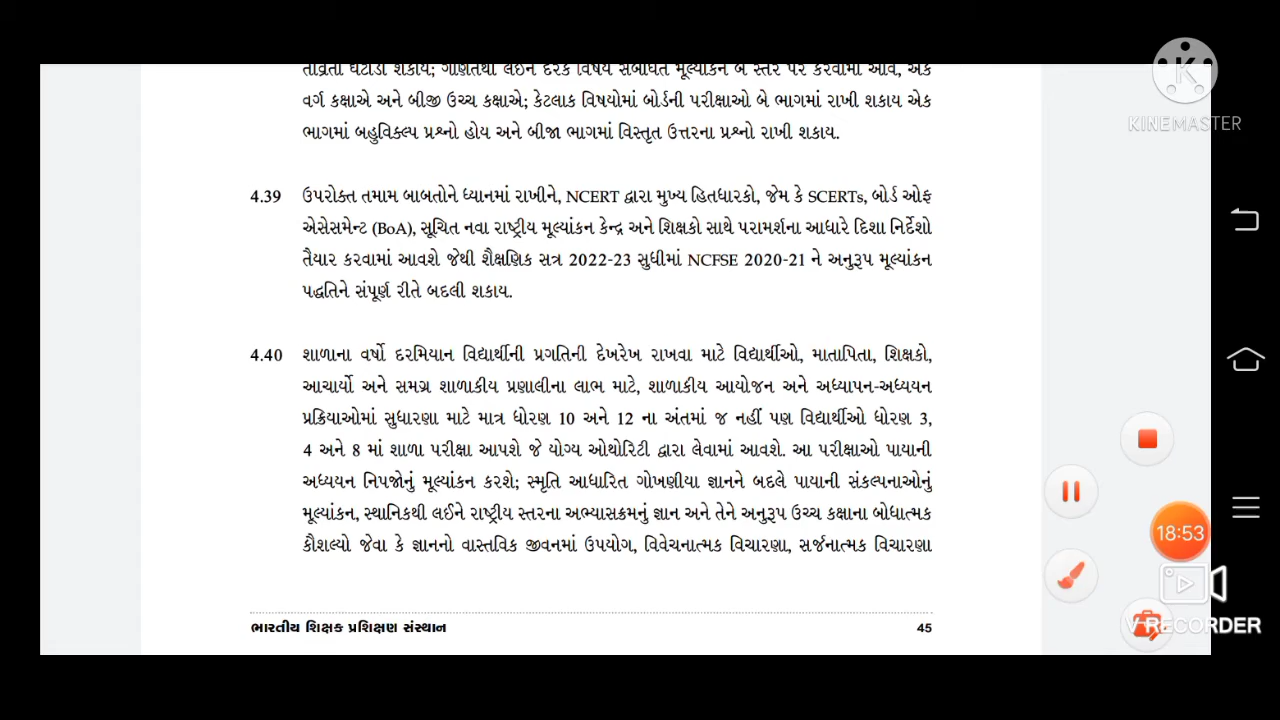 તીવ્રતા ઘટાડી શકાય; ગણિતથી લઈને દરેક વિષય સંબંધિત મૂલ્યાંકન બે સ્તર પર કરવામાં આવે, એક
વર્ગ કક્ષાએ અને બીજી ઉચ્ચ કક્ષાએ; કેટલાક વિષયોમાં બોર્ડની પરીક્ષાઓ બે ભાગમાં રાખી શકાય એક
ભાગમાં બહુવિકલ્પ પ્રશ્નો હોય અને બીજા ભાગમાં વિસ્તૃત ઉત્તરના પ્રશ્નો રાખી શકાય.
4.39 ઉપરોક્ત તમામ બાબતોને ધ્યાનમાં રાખીને, NCERT દ્વારા મુખ્ય હિતધારકો, જેમ કે SCERTs, બોર્ડ ઓફ
એસેસમેન્ટ (BoA), સૂચિત નવા રાષ્ટ્રીય મૂલ્યાંકન કેન્દ્ર અને શિક્ષકો સાથે પરામર્શના આધારે દિશા નિર્દેશો
તૈયાર કરવામાં આવશે જેથી શૈક્ષણિક સત્ર 2022-23 સુધીમાં NCFSE 2020-21 ને અનુરૂપ મૂલ્યાંકન
પદ્ધતિને સંપૂર્ણ રીતે બદલી શકાય.
4.40 શાળાના વર્ષો દરમિયાન વિદ્યાર્થીની પ્રગતિની દેખરેખ રાખવા માટે વિદ્યાર્થીઓ, માતાપિતા, શિક્ષકો,
આચાર્યો અને સમગ્ર શાળાકીય પ્રણાલીના લાભ માટે, શાળાકીય આયોજન અને અધ્યાપન-અધ્યયન
પ્રક્રિયાઓમાં સુધારણા માટે માત્ર ધોરણ 10 અને 12 ના અંતમાં જ નહીં પણ વિદ્યાર્થીઓ ધોરણ 3,
4 અને 8 માં શાળા પરીક્ષા આપશે જે યોગ્ય ઓથોરિટી દ્વારા લેવામાં આવશે. આ પરીક્ષાઓ પાયાની
અધ્યયન નિપજોનું મૂલ્યાંકન કરશે; સ્મૃતિ આધારિત ગોખણીયા જ્ઞાનને બદલે પાયાની સંકલ્પનાઓનું
મૂલ્યાંકન, સ્થાનિકથી લઈને રાષ્ટ્રીય સ્તરના અભ્યાસક્રમનું જ્ઞાન અને તેને અનુરૂપ ઉચ્ચ કક્ષાના બોધાત્મક
કૌશલ્યો જેવા કે જ્ઞાનનો વાસ્તવિક જીવનમાં ઉપયોગ, વિવેચનાત્મક વિચારણા, સર્જનાત્મક વિચારણા
ભારતીય શિક્ષક પ્રશિક્ષણ સંસ્થાન 45
KINEMASTER
18:53
V RECORDER